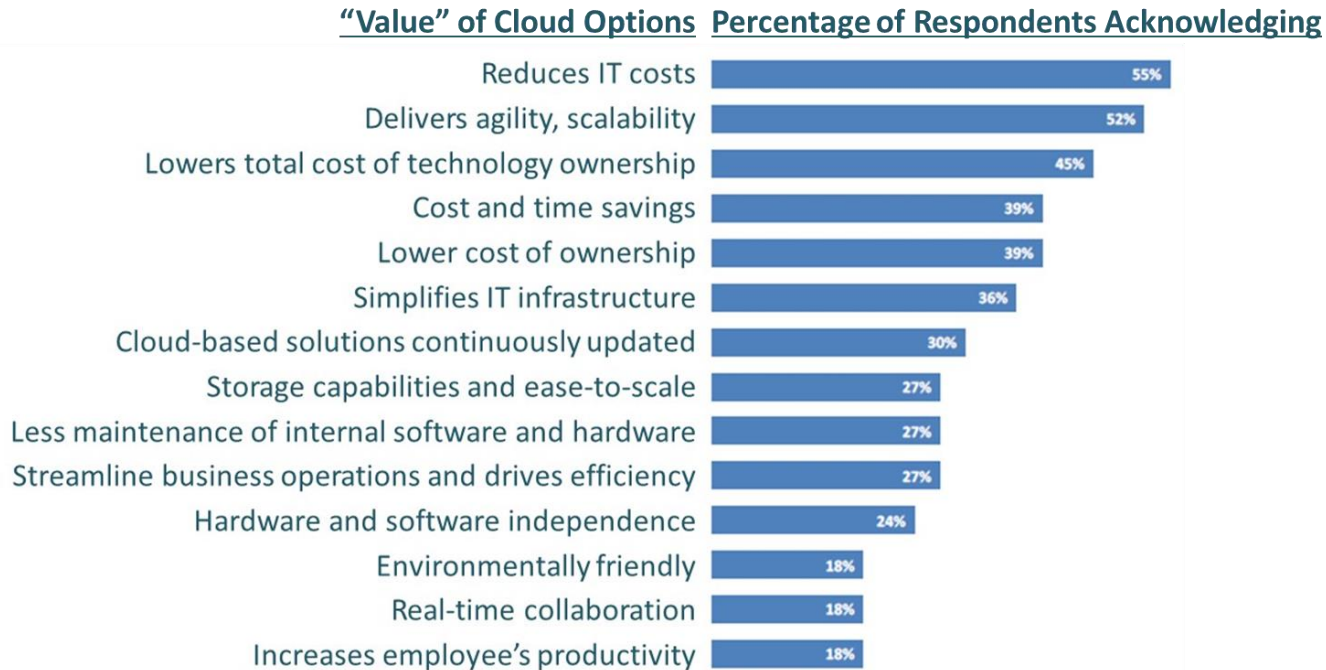 “Value” of Cloud Options Percentage of Respondents Acknowledging
Reduces IT costs 55%
Delivers agility, scalability 52%
Lowers total cost of technology ownership 45%
Cost and time savings 39%
Lower cost of ownership 39%
Simplifies IT infrastructure 36%
Cloud-based solutions continuously updated 30%
Storage capabilities and ease-to-scale 27%
Less maintenance of internal software and hardware 27%
Streamline business operations and drives efficiency 27%
Hardware and software independence 24%
Environmentally friendly 18%
Real-time collaboration 18%
Increases employee’s productivity 18%